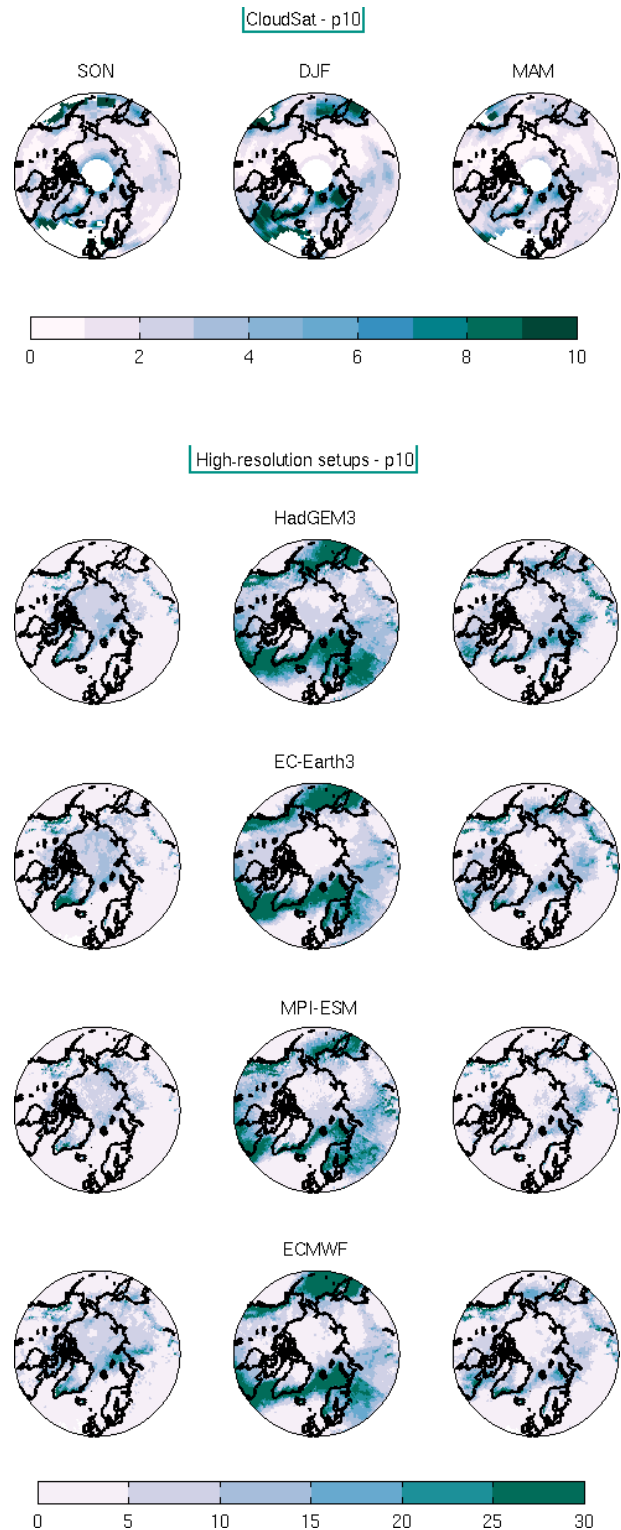 CloudSat - p10
SON DJF MAM
0 2 4 6 8 10
High-resolution setups - p10
HadGEM3
EC-Earth3
MPI-ESM
ECMWF
0 5 10 15 20 25 30